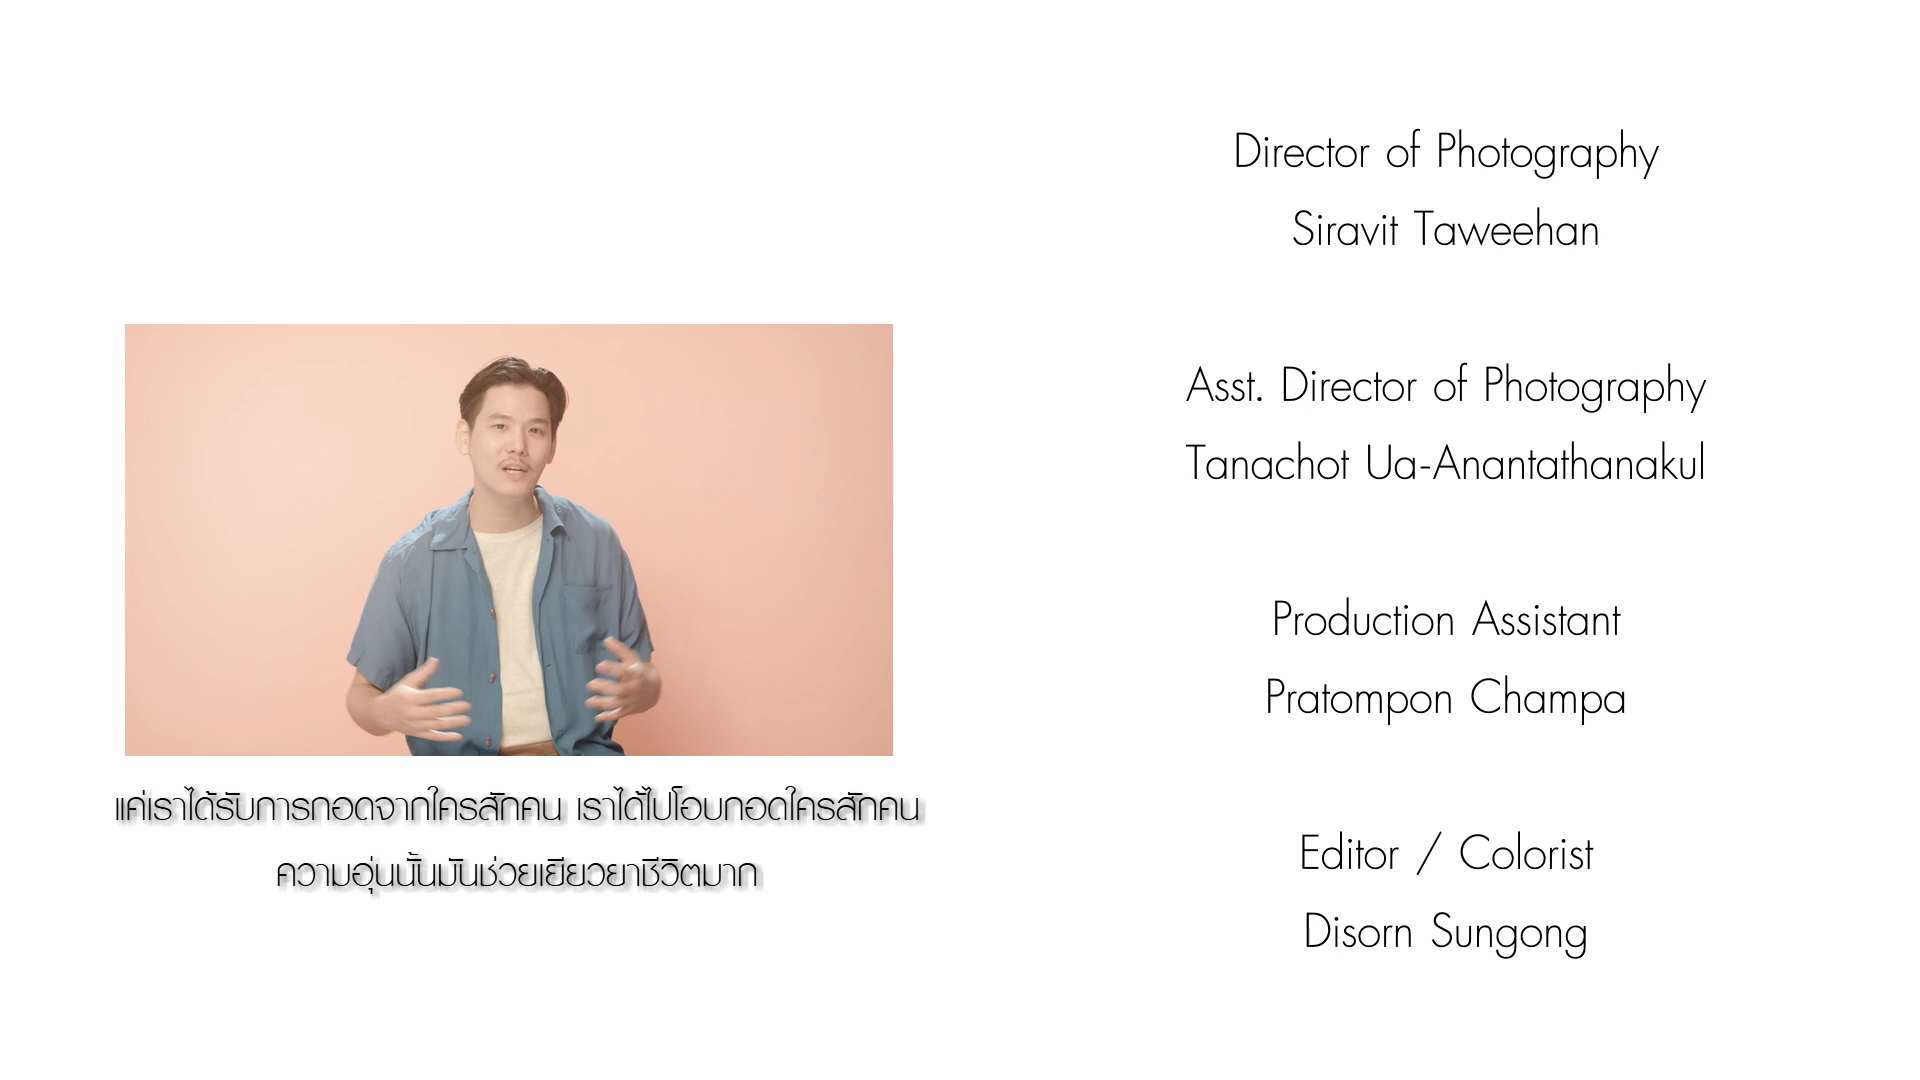 แค่เราได้รับการกอดจากใครสักคน เราได้ไปโอบกอดใครสักคน
ความอุ่นนั้นมันช่วยเยียวยาชีวิตมาก
Director of Photography
Siravit Taweehan
Asst. Director of Photography
Tanachot Ua-Anantathanakul
Production Assistant
Pratompon Champa
Editor / Colorist
Disorn Sungong